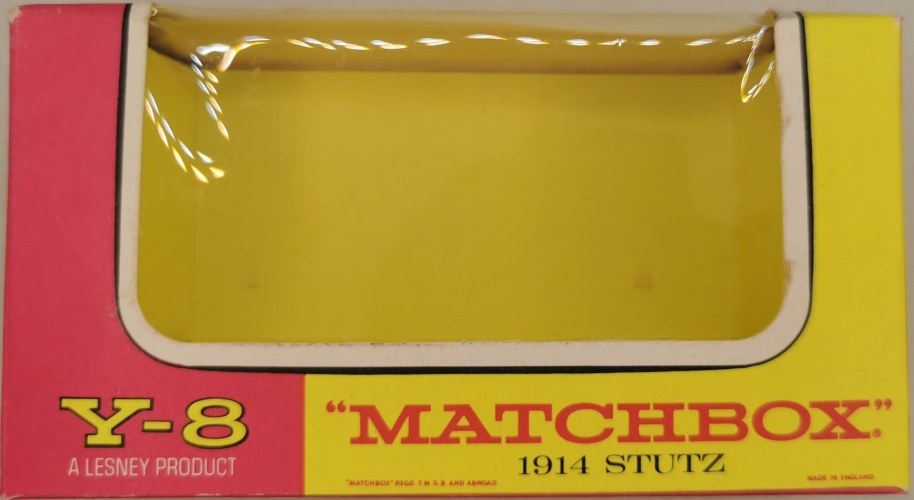 Y-8
A LESNEY PRODUCT
"MATCHBOX"®
1914 STUTZ
"MATCHBOX" REGD. T.M. G.B. AND ABROAD
MADE IN ENGLAND